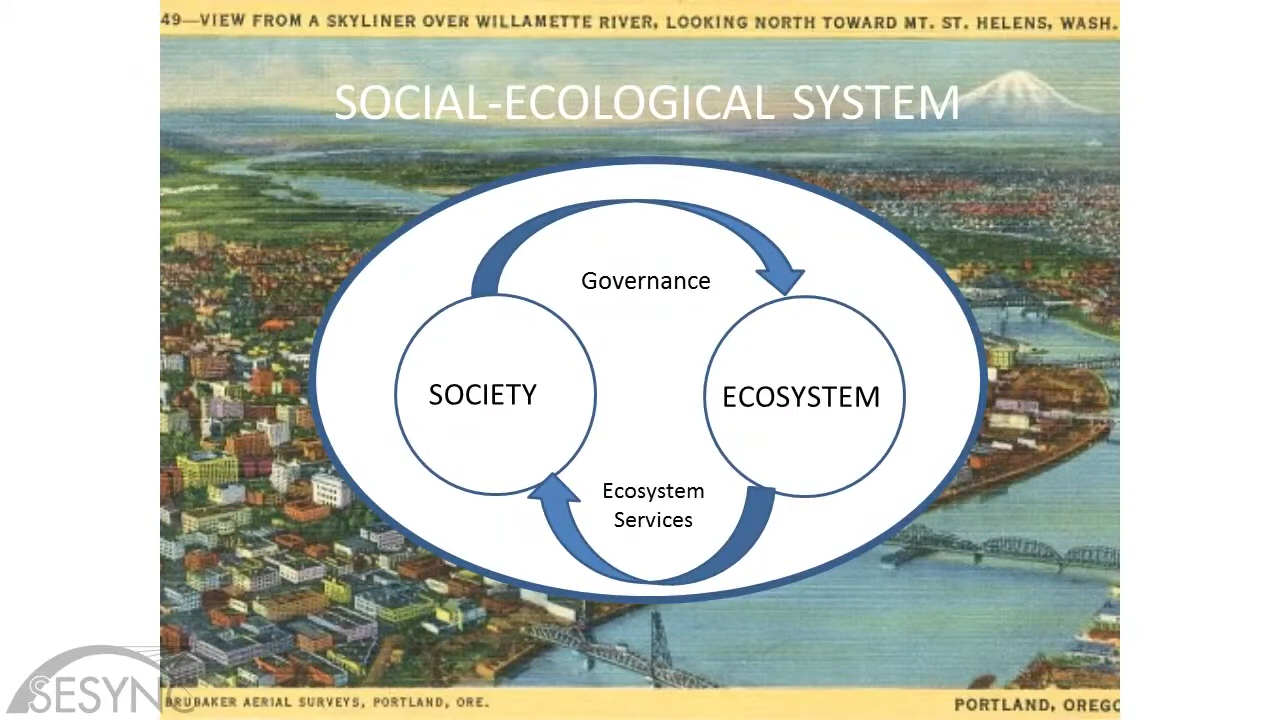 49—VIEW FROM A SKYLINER OVER WILLAMETTE RIVER, LOOKING NORTH TOWARD MT. ST. HELENS, WASH.
SOCIAL-ECOLOGICAL SYSTEM
Governance
SOCIETY
ECOSYSTEM
Ecosystem
Services
SESYNC
BRUBAKER AERIAL SURVEYS, PORTLAND, ORE.
PORTLAND, OREGO